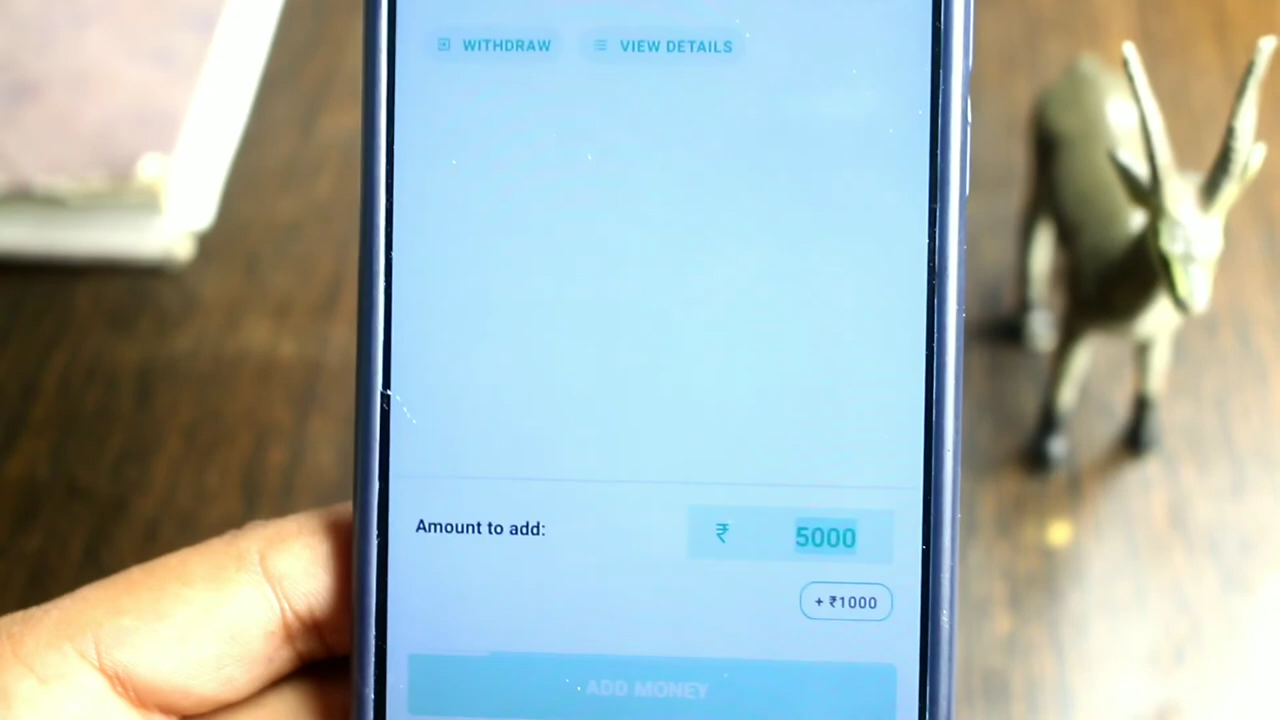 WITHDRAW VIEW DETAILS
Amount to add: ₹ 5000
+ ₹1000
ADD MONEY